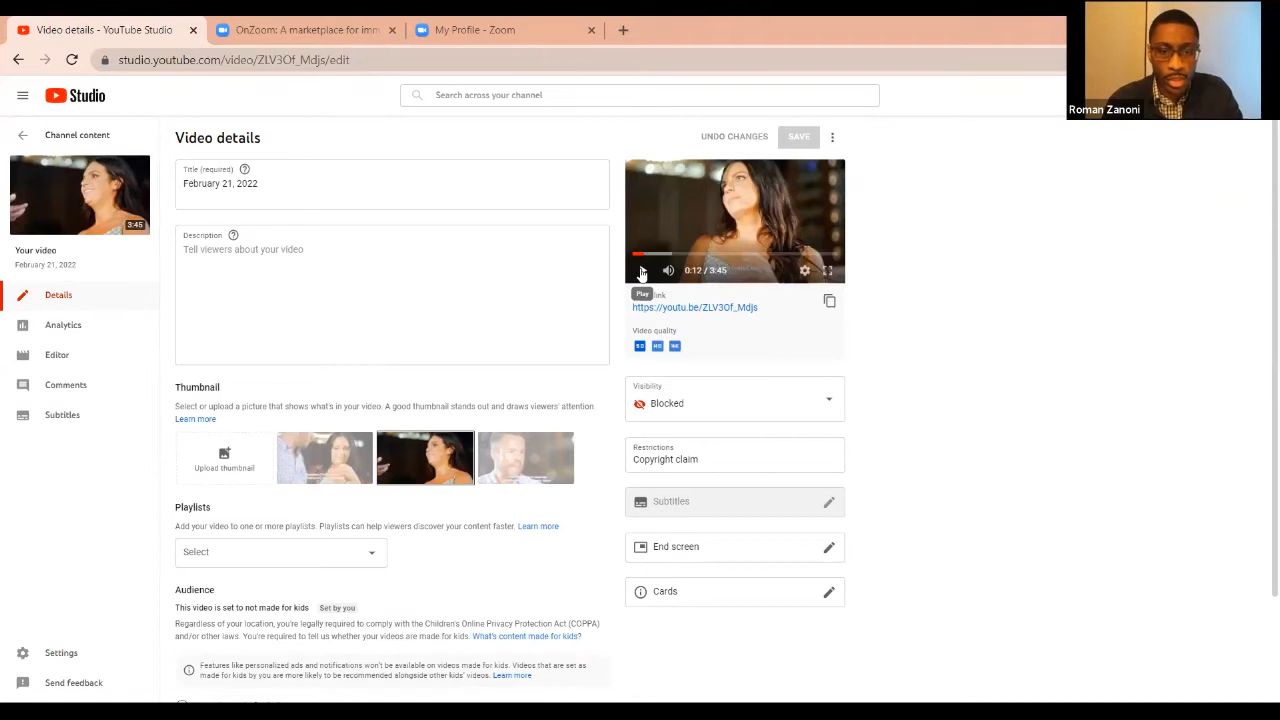 Video details - YouTube Studio
OnZoom: A marketplace for imm
My Profile - Zoom
studio.youtube.com/video/ZLV3Of_Mdjs/edit
Roman Zanoni
Studio
Search across your channel
Channel content
Video details
UNDO CHANGES
SAVE
3:45
Your video
February 21, 2022
Details
Analytics
Editor
Comments
Subtitles
Settings
Send feedback
Title (required)
February 21, 2022
Description
Tell viewers about your video
Thumbnail
Select or upload a picture that shows what's in your video. A good thumbnail stands out and draws viewers' attention.
Learn more
Upload thumbnail
Playlists
Add your video to one or more playlists. Playlists can help viewers discover your content faster. Learn more
Select
Audience
This video is set to not made for kids Set by you
Regardless of your location, you're legally required to comply with the Children's Online Privacy Protection Act (COPPA)
and/or other laws. You're required to tell us whether your videos are made for kids. What's content made for kids?
Features like personalized ads and notifications won't be available on videos made for kids. Videos that are set as
made for kids by you are more likely to be recommended alongside other kids' videos. Learn more
0:12 / 3:45
Play
link
https://youtu.be/ZLV3Of_Mdjs
Video quality
SD HD 4K
Visibility
Blocked
Restrictions
Copyright claim
Subtitles
End screen
Cards